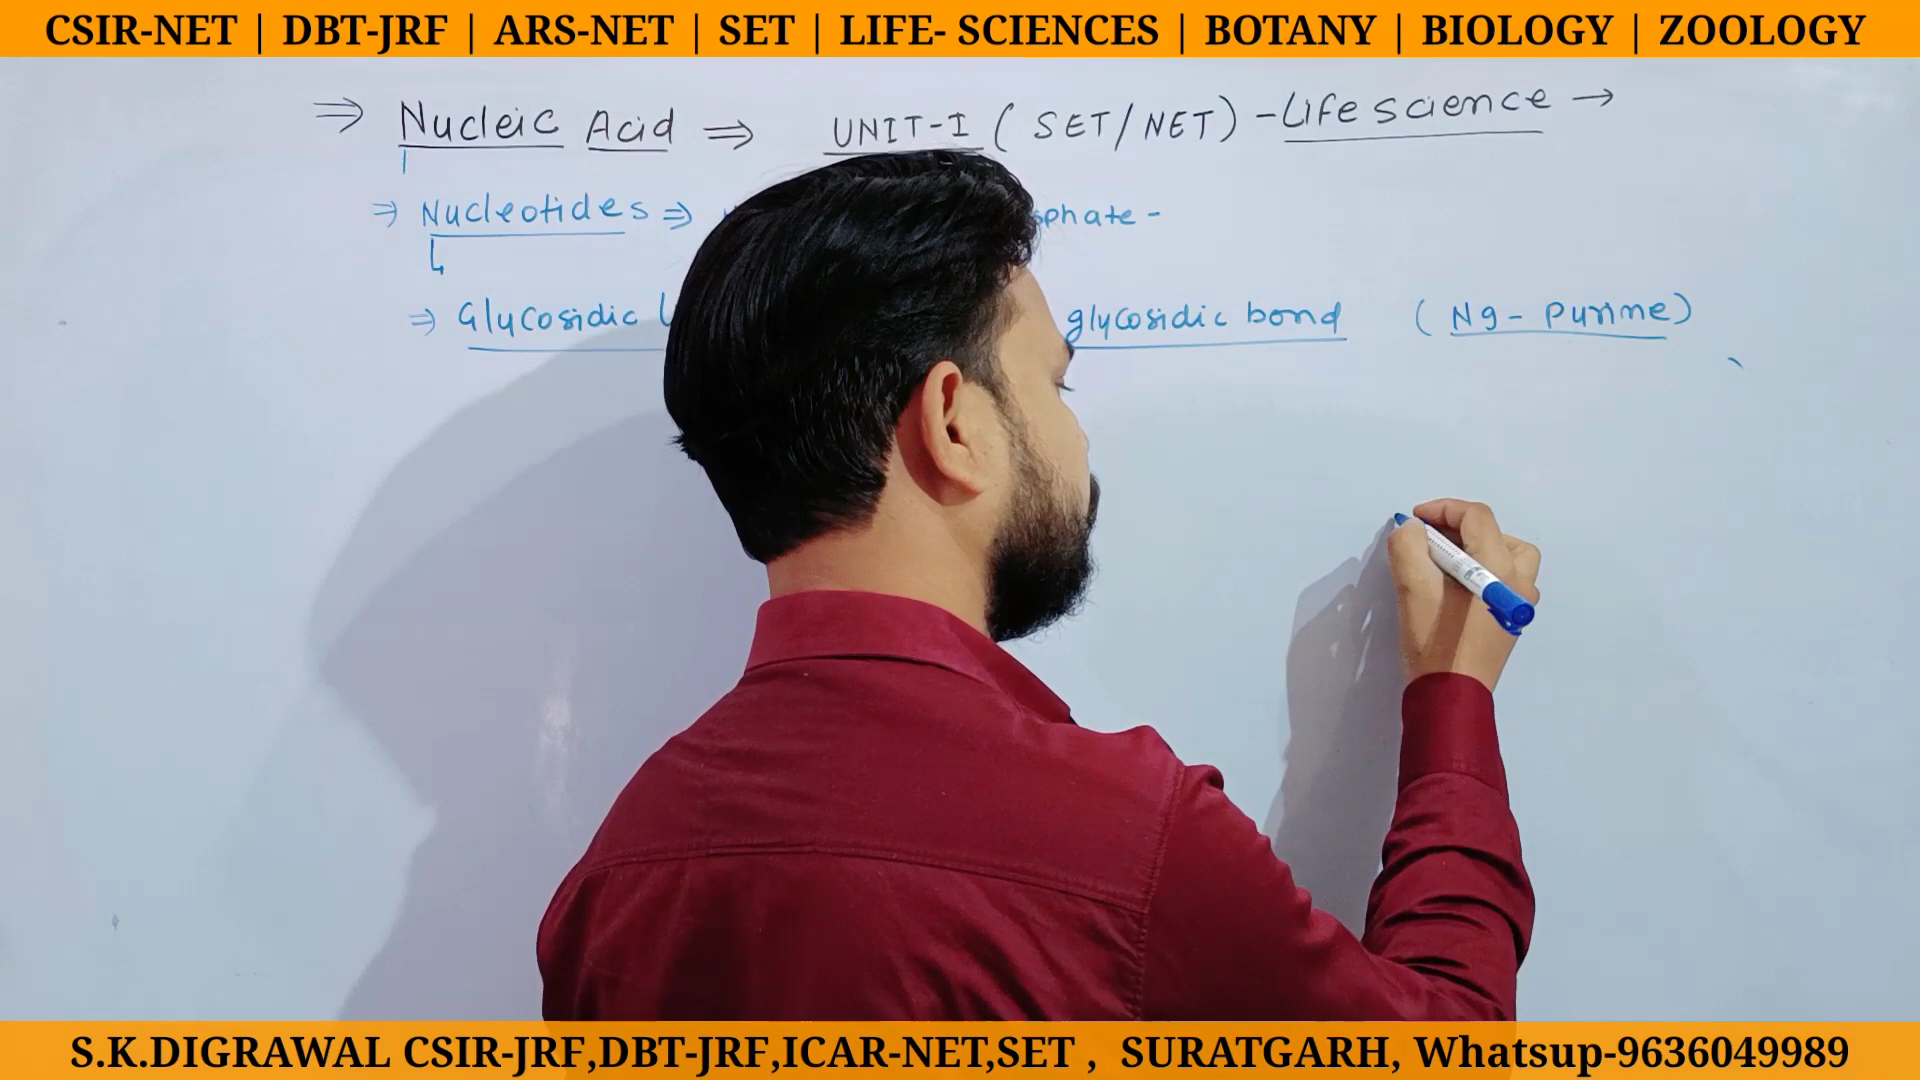 CSIR-NET | DBT-JRF | ARS-NET | SET | LIFE- SCIENCES | BOTANY | BIOLOGY | ZOOLOGY
⇒ Nucleic Acid ⇒ UNIT-I ( SET/NET) - Life science →
⇒ Nucleotides ⇒ sphate -
⇒ Glycosidic glycosidic bond ( N9 - Purine)
S.K.DIGRAWAL CSIR-JRF,DBT-JRF,ICAR-NET,SET , SURATGARH, Whatsup-9636049989